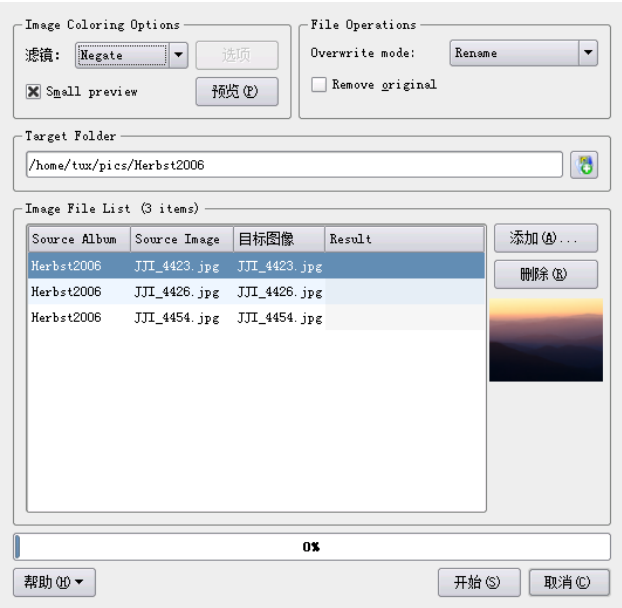 Image Coloring Options
滤镜： Negate 选项
Small preview 预览(P)
File Operations
Overwrite mode: Rename
Remove original
Target Folder
/home/tux/pics/Herbst2006
Image File List (3 items)
Source Album Source Image 目标图像 Result
Herbst2006 JJI_4423.jpg JJI_4423.jpg
Herbst2006 JJI_4426.jpg JJI_4426.jpg
Herbst2006 JJI_4454.jpg JJI_4454.jpg
添加(A)...
删除(R)
0%
帮助(H) 开始(S) 取消(C)